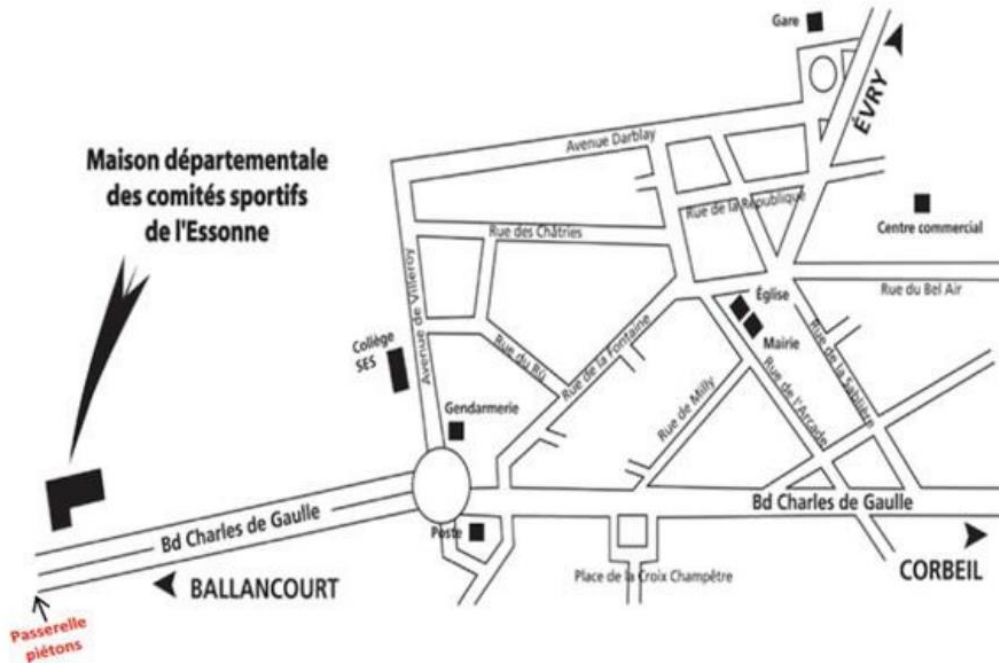 Gare
ÉVRY
Avenue Darblay
Maison départementale
des comités sportifs
de l'Essonne
Rue de la République
Centre commercial
Rue des Châtries
Rue du Bel Air
Église
Mairie
Avenue de Villeroy
Collège
SES
Rue du Rû
Rue de la Fontaine
Rue de Milly
Rue de l'Arcade
Rue de la Sablière
Gendarmerie
Bd Charles de Gaulle
Bd Charles de Gaulle
Poste
Place de la Croix Champêtre
CORBEIL
BALLANCOURT
Passerelle
piétons